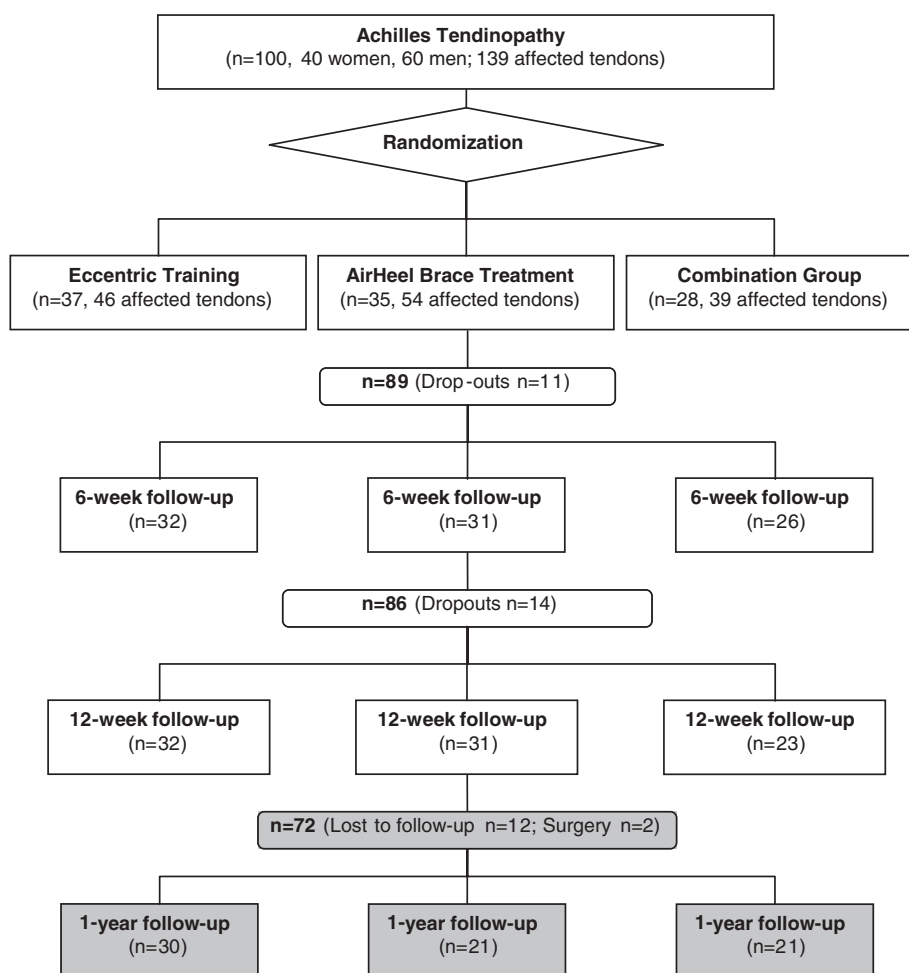 Achilles Tendinopathy
(n=100, 40 women, 60 men; 139 affected tendons)
Randomization
Eccentric Training
(n=37, 46 affected tendons)
AirHeel Brace Treatment
(n=35, 54 affected tendons)
Combination Group
(n=28, 39 affected tendons)
n=89 (Drop-outs n=11)
6-week follow-up
(n=32)
6-week follow-up
(n=31)
6-week follow-up
(n=26)
n=86 (Dropouts n=14)
12-week follow-up
(n=32)
12-week follow-up
(n=31)
12-week follow-up
(n=23)
n=72 (Lost to follow-up n=12; Surgery n=2)
1-year follow-up
(n=30)
1-year follow-up
(n=21)
1-year follow-up
(n=21)